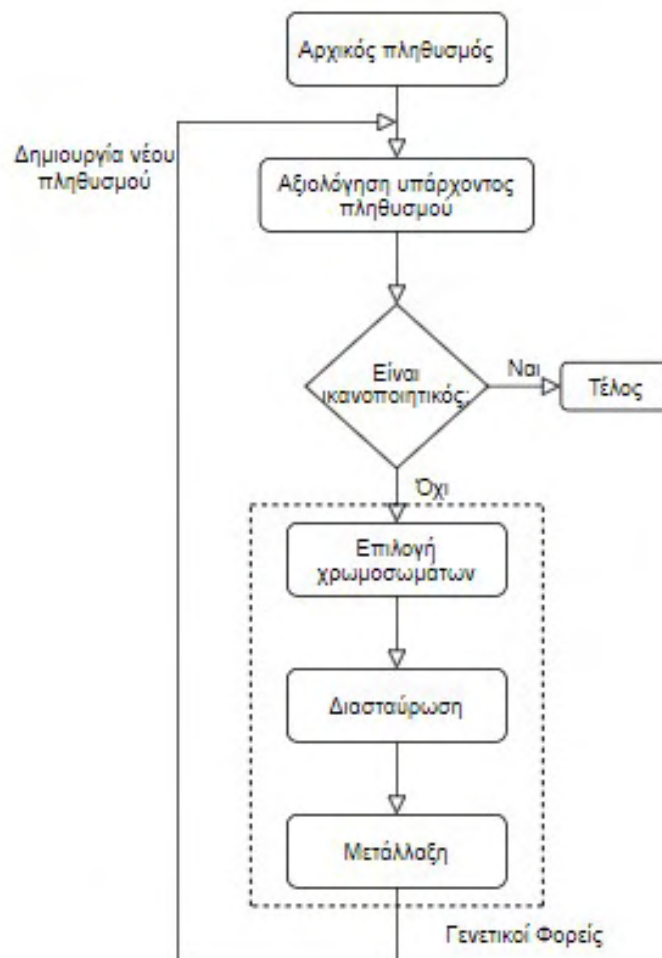 Αρχικός πληθυσμός
Δημιουργία νέου
πληθυσμού
Αξιολόγηση υπάρχοντος
πληθυσμού
Είναι
ικανοποιητικός;
Ναι
Τέλος
Όχι
Επιλογή
χρωμοσωμάτων
Διασταύρωση
Μετάλλαξη
Γενετικοί Φορείς